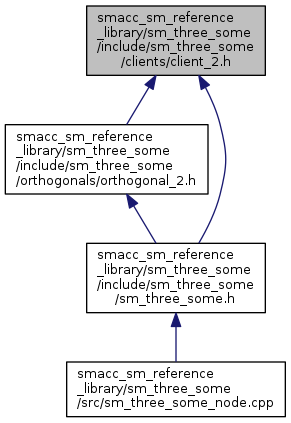 smacc_sm_reference
_library/sm_three_some
/include/sm_three_some
/clients/client_2.h
smacc_sm_reference
_library/sm_three_some
/include/sm_three_some
/orthogonals/orthogonal_2.h
smacc_sm_reference
_library/sm_three_some
/include/sm_three_some
/sm_three_some.h
smacc_sm_reference
_library/sm_three_some
/src/sm_three_some_node.cpp